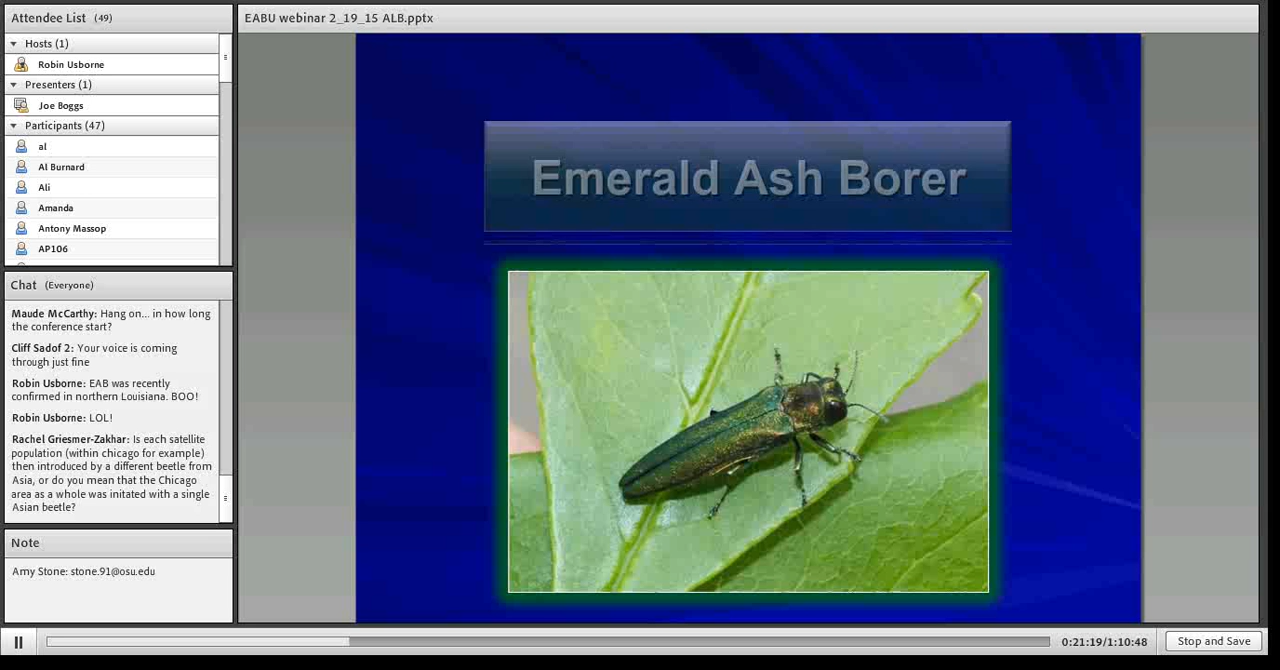 Attendee List (49)
Hosts (1)
Robin Usborne
Presenters (1)
Joe Boggs
Participants (47)
al
Al Burnard
Ali
Amanda
Antony Massop
AP106
Chat (Everyone)
Maude McCarthy: Hang on... in how long
the conference start?
Cliff Sadof 2: Your voice is coming
through just fine
Robin Usborne: EAB was recently
confirmed in northern Louisiana. BOO!
Robin Usborne: LOL!
Rachel Griesmer-Zakhar: Is each satellite
population (within chicago for example)
then introduced by a different beetle from
Asia, or do you mean that the Chicago
area as a whole was initated with a single
Asian beetle?
Note
Amy Stone: stone.91@osu.edu
EABU webinar 2_19_15 ALB.pptx
Emerald Ash Borer
0:21:19/1:10:48
Stop and Save